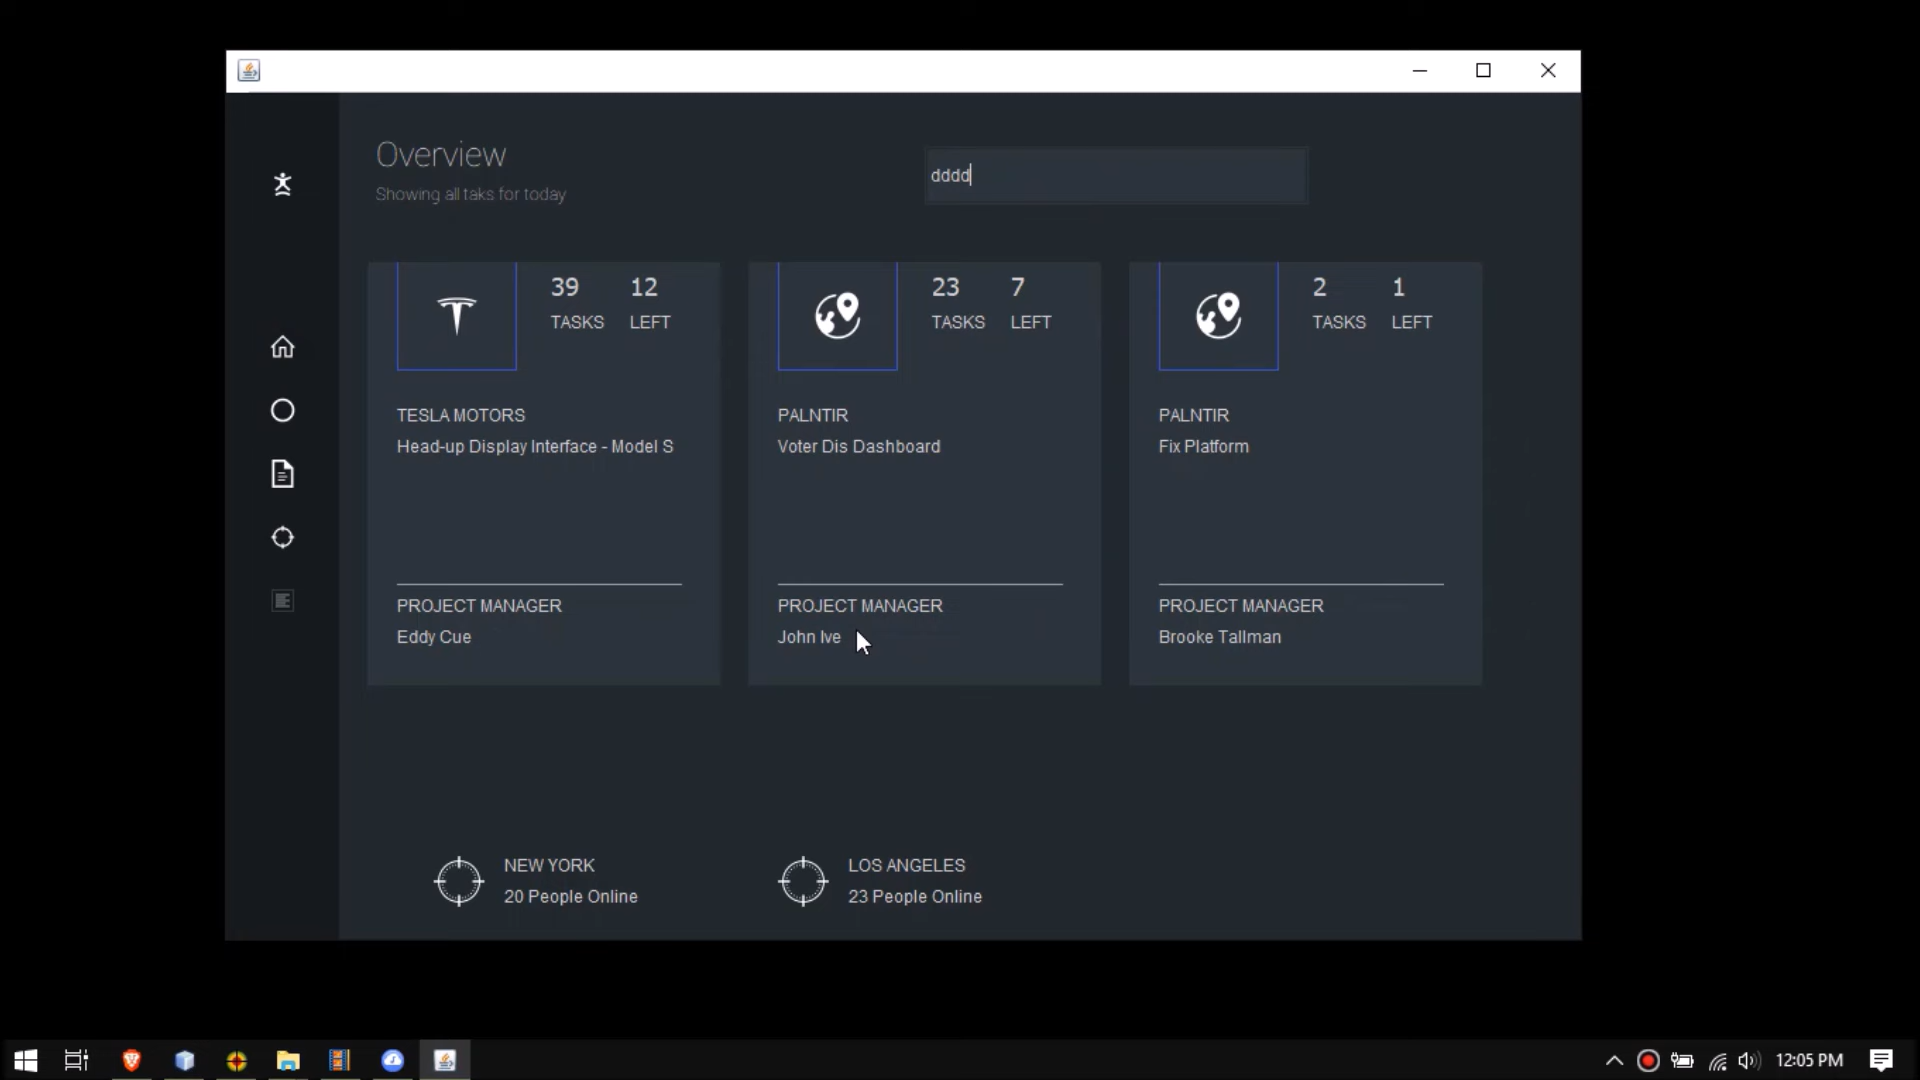 Overview
Showing all taks for today
dddd
39 12
TASKS LEFT
TESLA MOTORS
Head-up Display Interface - Model S
PROJECT MANAGER
Eddy Cue
23 7
TASKS LEFT
PALNTIR
Voter Dis Dashboard
PROJECT MANAGER
John Ive
2 1
TASKS LEFT
PALNTIR
Fix Platform
PROJECT MANAGER
Brooke Tallman
NEW YORK
20 People Online
LOS ANGELES
23 People Online
12:05 PM